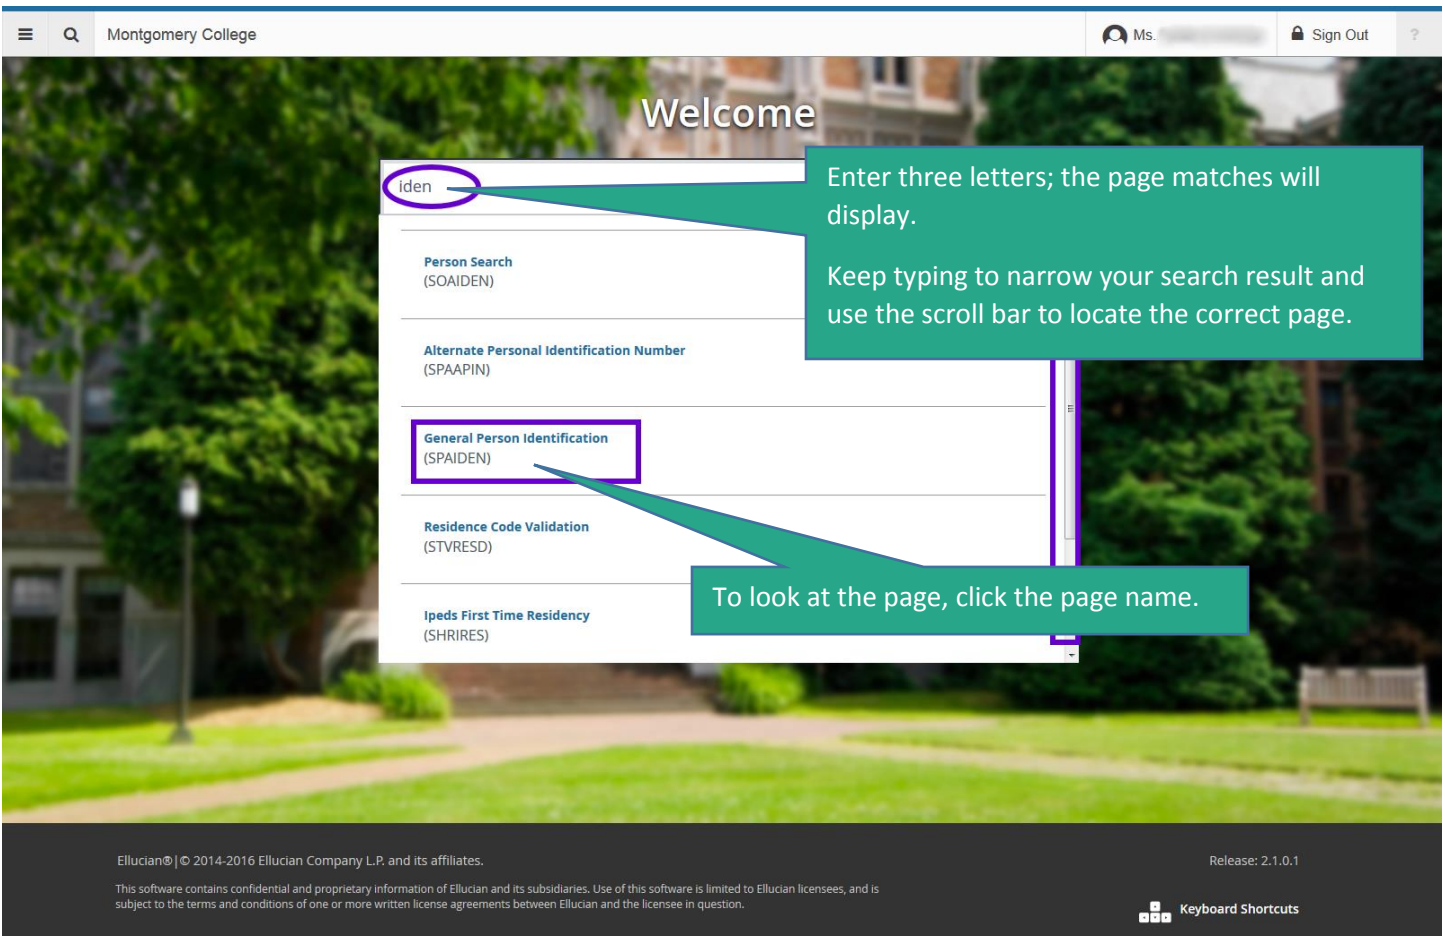 Montgomery College
Ms.
Sign Out
?
Welcome
iden
Enter three letters; the page matches will
display.
Keep typing to narrow your search result and
use the scroll bar to locate the correct page.
Person Search
(SOAIDEN)
Alternate Personal Identification Number
(SPAAPIN)
General Person Identification
(SPAIDEN)
Residence Code Validation
(STVRESD)
To look at the page, click the page name.
Ipeds First Time Residency
(SHRIRES)
Ellucian®|© 2014-2016 Ellucian Company L.P. and its affiliates.
Release: 2.1.0.1
This software contains confidential and proprietary information of Ellucian and its subsidiaries. Use of this software is limited to Ellucian licensees, and is
subject to the terms and conditions of one or more written license agreements between Ellucian and the licensee in question.
Keyboard Shortcuts